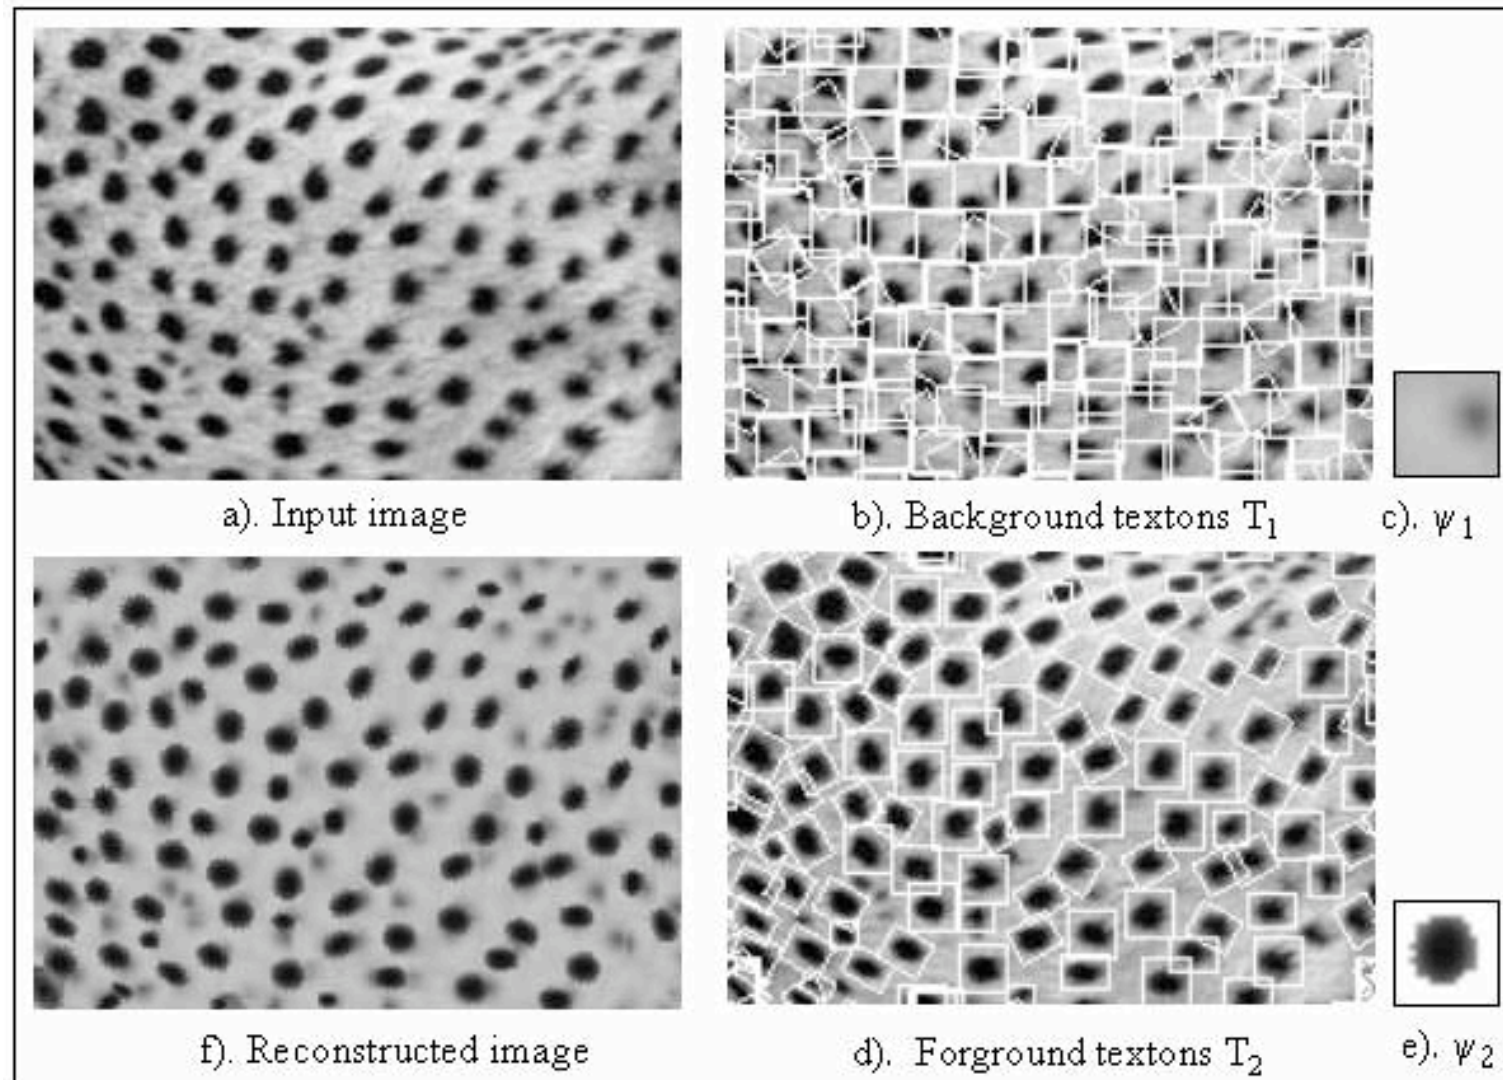 a). Input image
b). Background textons T₁
c). ψ₁
f). Reconstructed image
d). Forground textons T₂
e). ψ₂